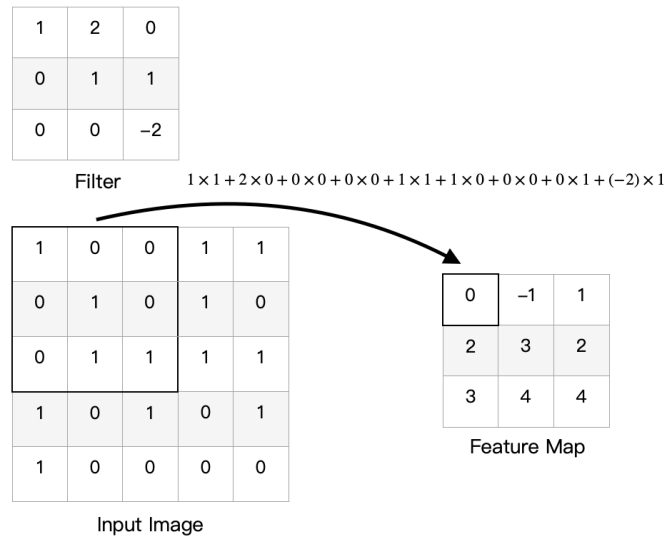 1 2 0
0 1 1
0 0 −2
Filter
1 × 1 + 2 × 0 + 0 × 0 + 0 × 0 + 1 × 1 + 1 × 0 + 0 × 0 + 0 × 1 + (−2) × 1
1 0 0 1 1
0 1 0 1 0
0 1 1 1 1
1 0 1 0 1
1 0 0 0 0
Input Image
0 −1 1
2 3 2
3 4 4
Feature Map